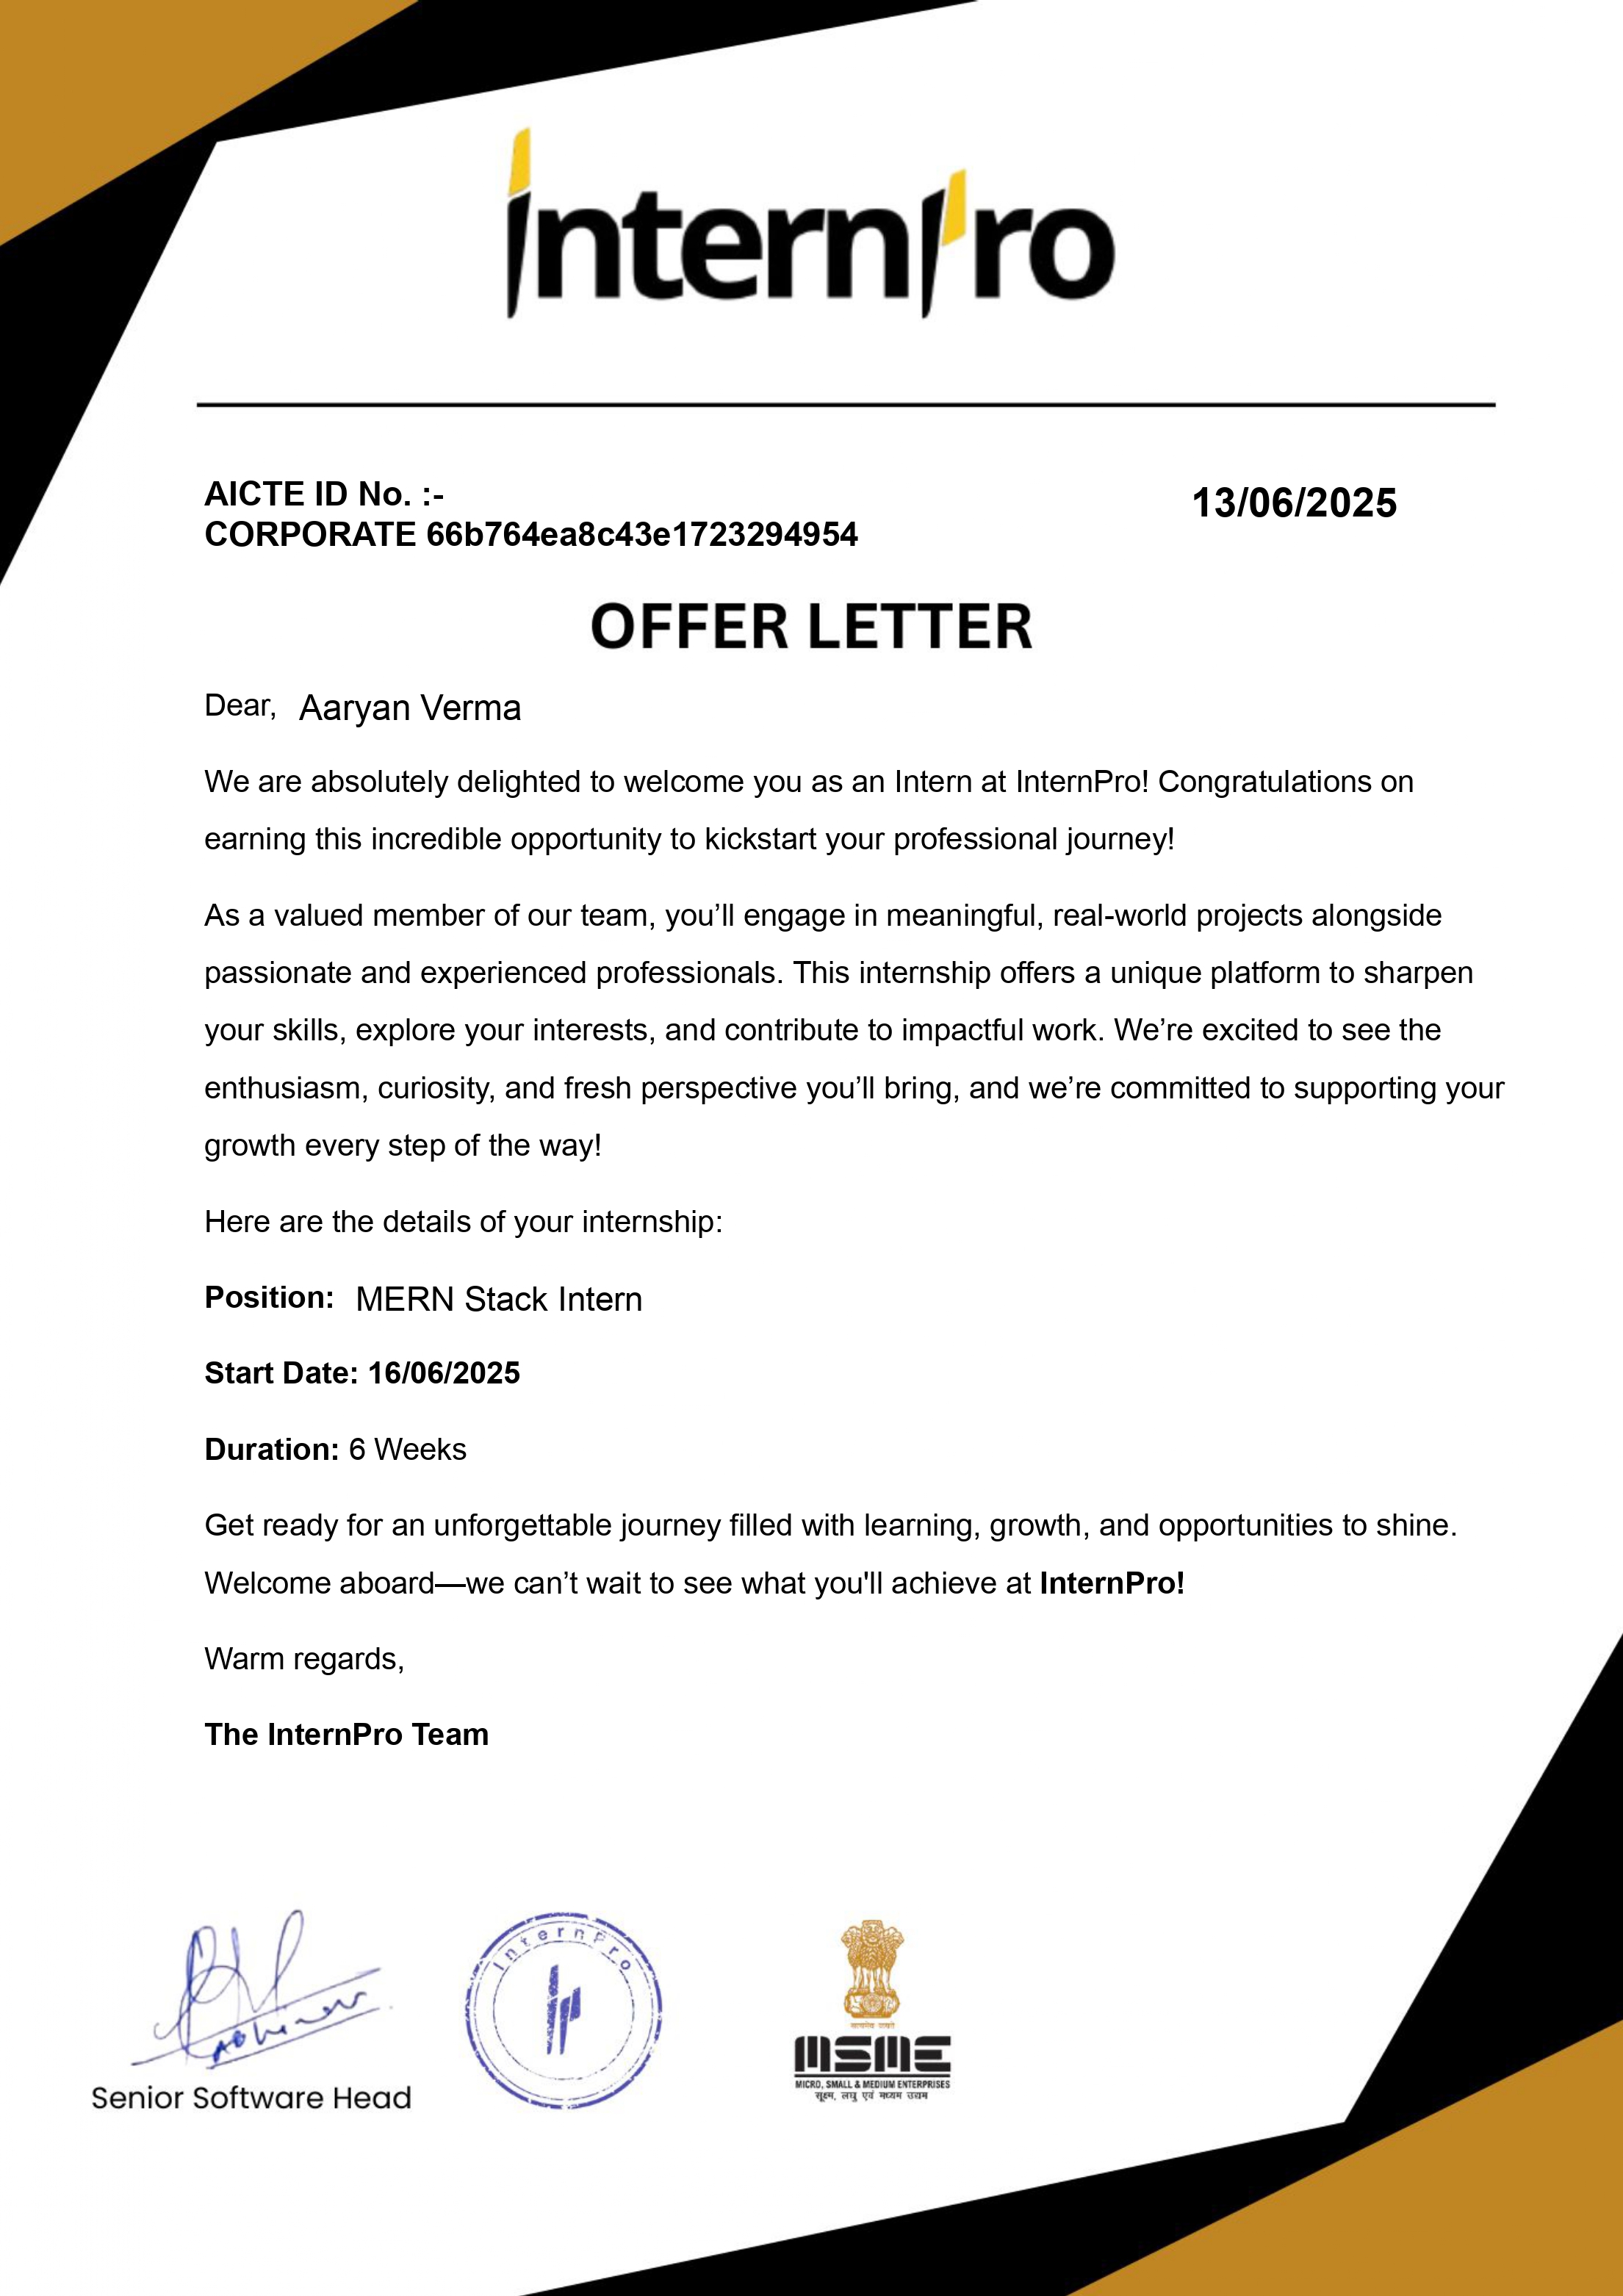 InternPro
AICTE ID No. :-
CORPORATE 66b764ea8c43e1723294954
13/06/2025
OFFER LETTER
Dear, Aaryan Verma
We are absolutely delighted to welcome you as an Intern at InternPro! Congratulations on
earning this incredible opportunity to kickstart your professional journey!
As a valued member of our team, you’ll engage in meaningful, real-world projects alongside
passionate and experienced professionals. This internship offers a unique platform to sharpen
your skills, explore your interests, and contribute to impactful work. We’re excited to see the
enthusiasm, curiosity, and fresh perspective you’ll bring, and we’re committed to supporting your
growth every step of the way!
Here are the details of your internship:
Position: MERN Stack Intern
Start Date: 16/06/2025
Duration: 6 Weeks
Get ready for an unforgettable journey filled with learning, growth, and opportunities to shine.
Welcome aboard—we can’t wait to see what you'll achieve at InternPro!
Warm regards,
The InternPro Team
Senior Software Head
InternPro
सत्यमेव जयते
MSME
MICRO, SMALL & MEDIUM ENTERPRISES
सूक्ष्म, लघु एवं मध्यम उद्यम